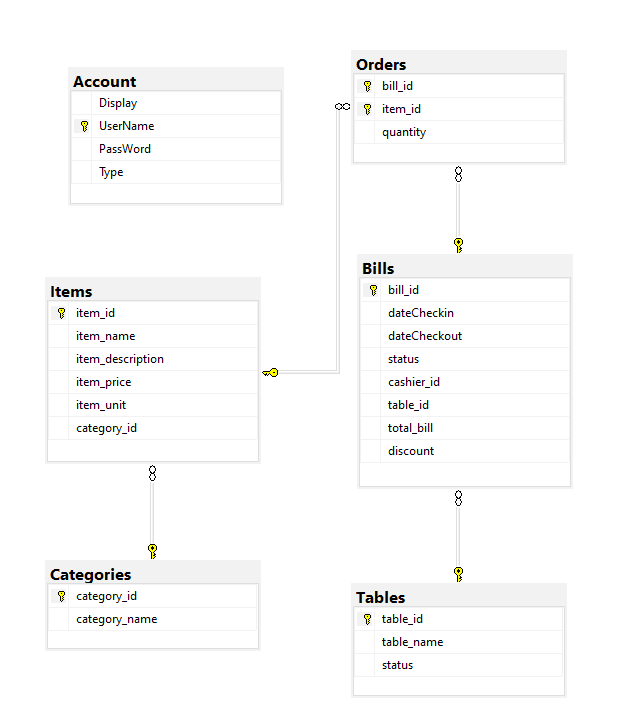 Account
Display
UserName
PassWord
Type
Orders
bill_id
item_id
quantity
Items
item_id
item_name
item_description
item_price
item_unit
category_id
Bills
bill_id
dateCheckin
dateCheckout
status
cashier_id
table_id
total_bill
discount
Categories
category_id
category_name
Tables
table_id
table_name
status